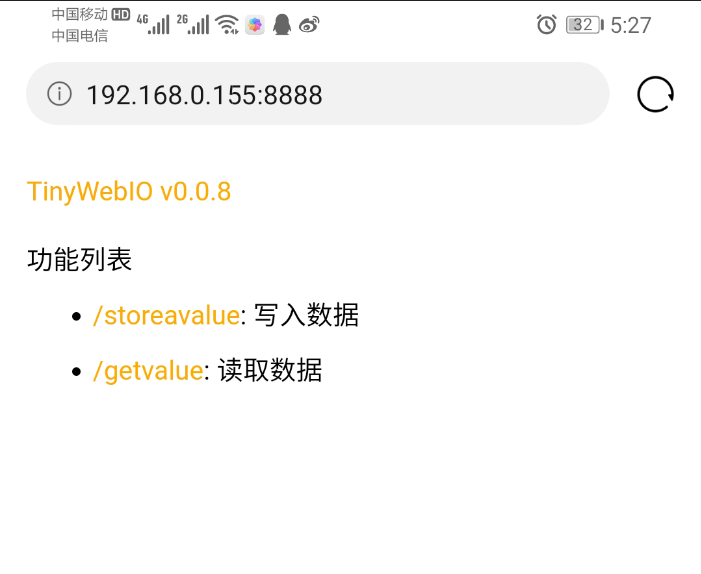 中国移动 HD 4G 2G 32 5:27
中国电信
192.168.0.155:8888
TinyWebIO v0.0.8
功能列表
/storeavalue: 写入数据
/getvalue: 读取数据